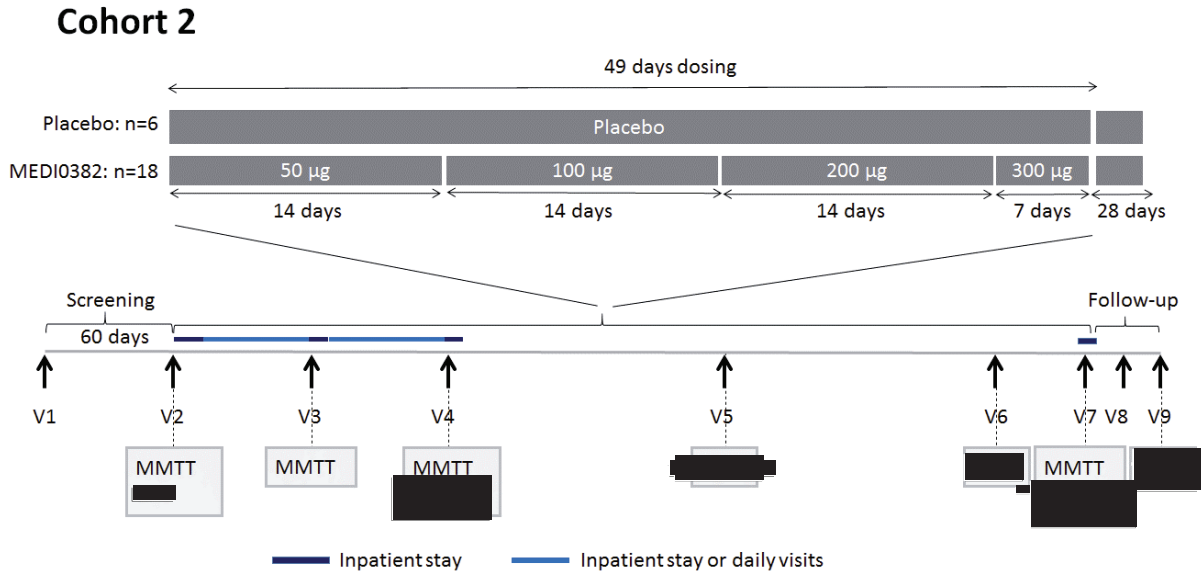 Cohort 2
49 days dosing
Placebo: n=6
Placebo
MEDI0382: n=18
50 µg
100 µg
200 µg
300 µg
14 days
14 days
14 days
7 days
28 days
Screening
Follow-up
60 days
V1
V2
V3
V4
V5
V6
V7
V8
V9
MMTT
MMTT
MMTT
MMTT
Inpatient stay
Inpatient stay or daily visits